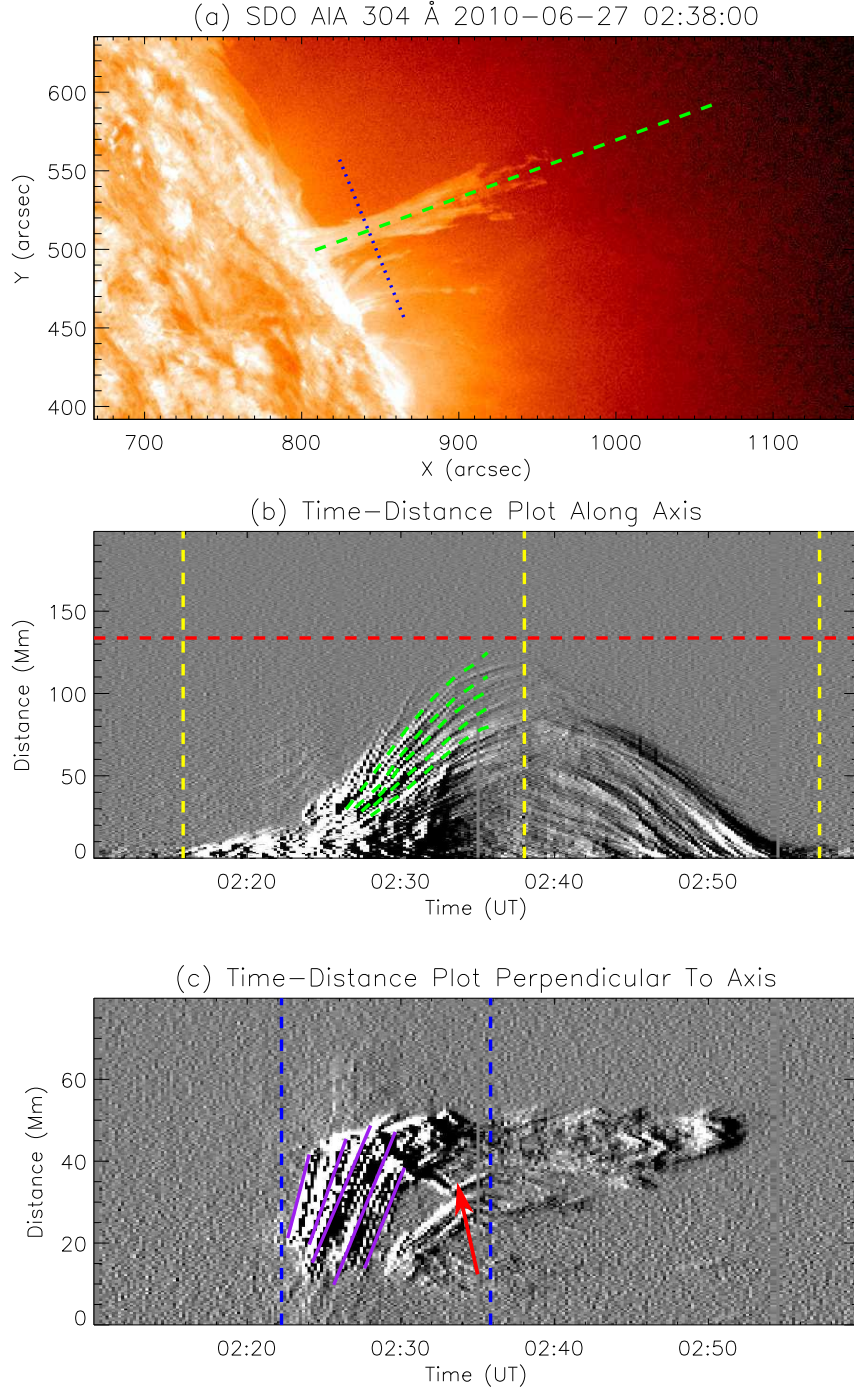 (a) SDO AIA 304 Å 2010-06-27 02:38:00
600
550
500
450
400
Y (arcsec)
700 800 900 1000 1100
X (arcsec)
(b) Time-Distance Plot Along Axis
150
100
50
0
Distance (Mm)
02:20 02:30 02:40 02:50
Time (UT)
(c) Time-Distance Plot Perpendicular To Axis
60
40
20
0
Distance (Mm)
02:20 02:30 02:40 02:50
Time (UT)